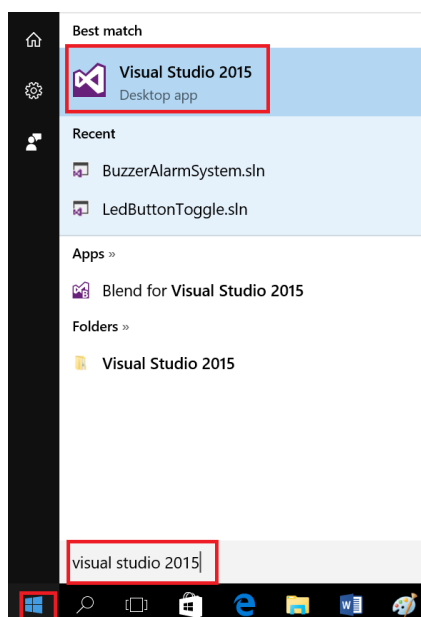 Best match
Visual Studio 2015
Desktop app
Recent
BuzzerAlarmSystem.sln
LedButtonToggle.sln
Apps »
Blend for Visual Studio 2015
Folders »
Visual Studio 2015
visual studio 2015